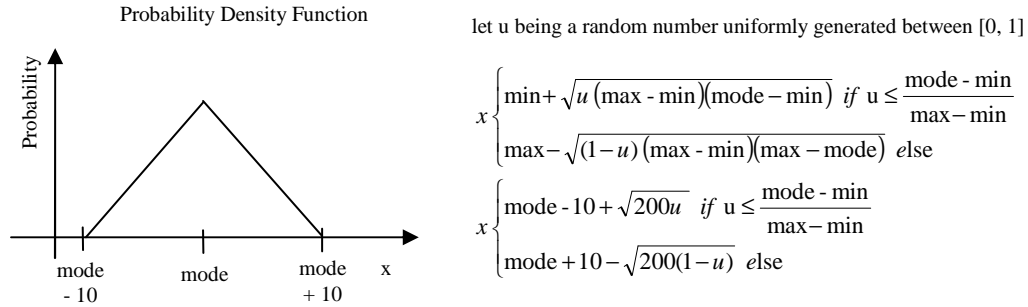 Probability Density Function
Probability
mode
- 10
mode
mode
+ 10
x
let u being a random number uniformly generated between [0, 1]
x { min+ √(u (max - min)(mode – min)) if u ≤ (mode - min)/(max– min)
max– √((1– u) (max - min)(max – mode)) else
x { mode - 10 + √(200u) if u ≤ (mode - min)/(max– min)
mode +10 – √(200(1– u)) else